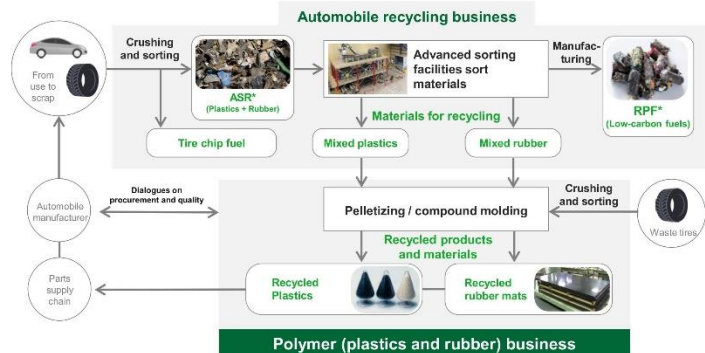 Automobile recycling business
From
use to
scrap
Crushing
and sorting
ASR*
(Plastics + Rubber)
Advanced sorting
facilities sort
materials
Manufac-
turing
RPF*
(Low-carbon fuels)
Materials for recycling
Tire chip fuel
Mixed plastics
Mixed rubber
Automobile
manufacturer
Dialogues on
procurement and quality
Pelletizing / compound molding
Crushing
and sorting
Waste tires
Recycled products
and materials
Parts
supply
chain
Recycled
Plastics
Recycled
rubber mats
Polymer (plastics and rubber) business